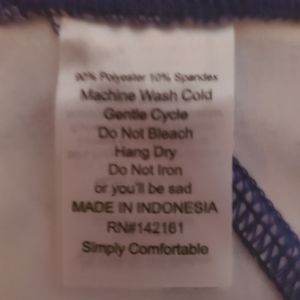 90% Polyester 10% Spandex
Machine Wash Cold
Gentle Cycle
Do Not Bleach
Hang Dry
Do Not Iron
or you'll be sad
MADE IN INDONESIA
RN#142161
Simply Comfortable